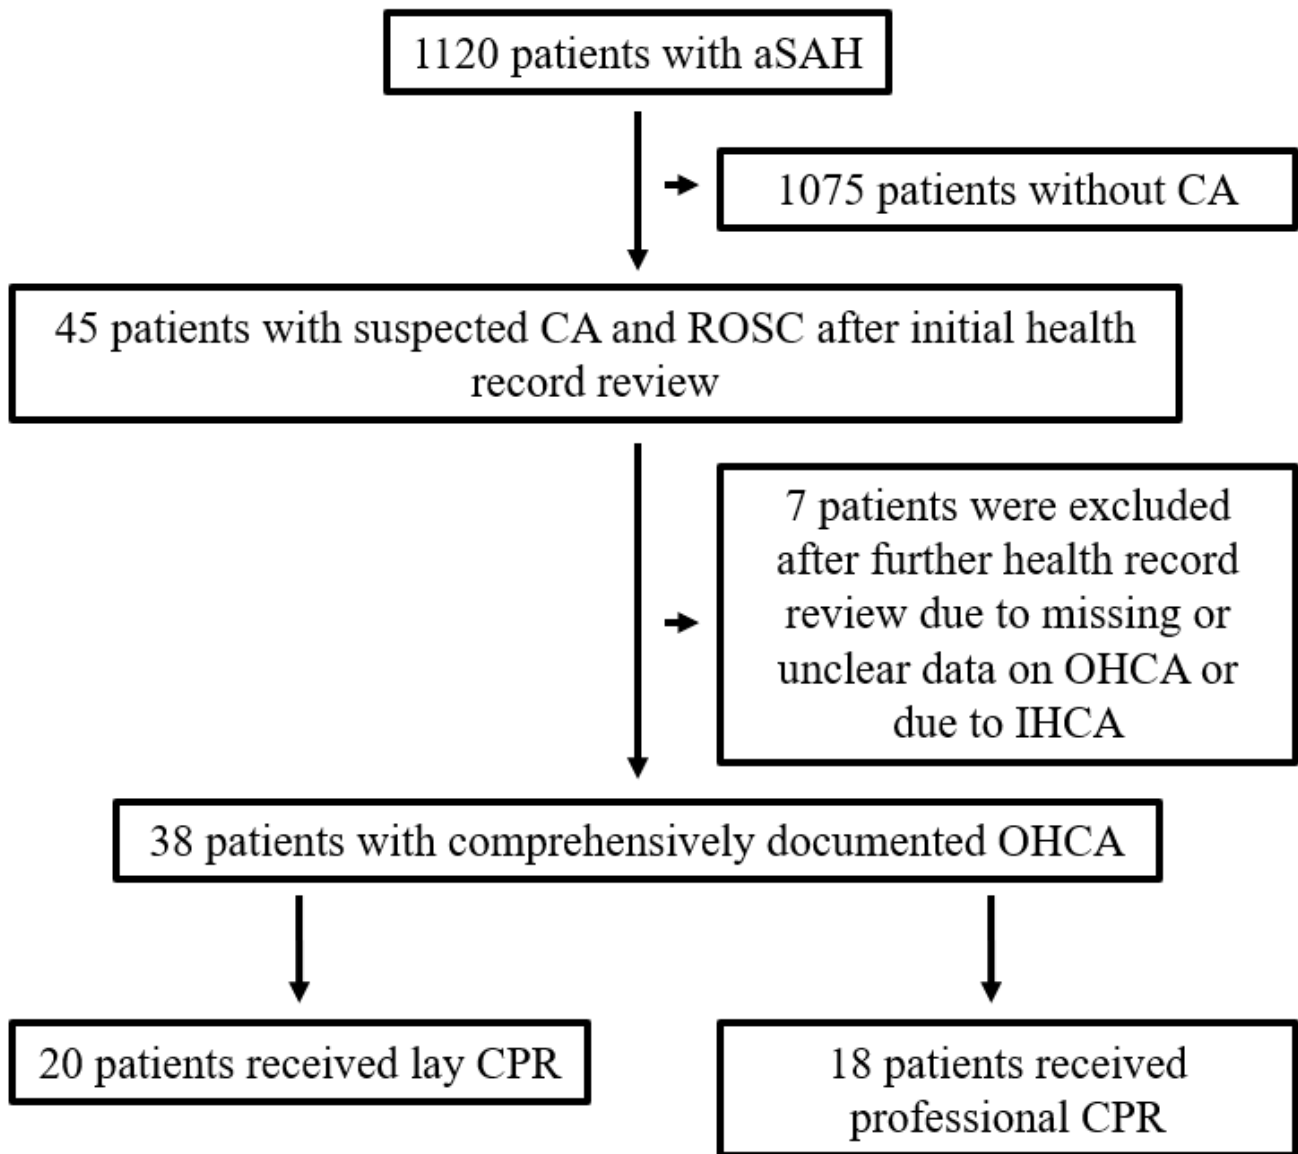 1120 patients with aSAH
1075 patients without CA
45 patients with suspected CA and ROSC after initial health
record review
7 patients were excluded
after further health record
review due to missing or
unclear data on OHCA or
due to IHCA
38 patients with comprehensively documented OHCA
20 patients received lay CPR
18 patients received
professional CPR